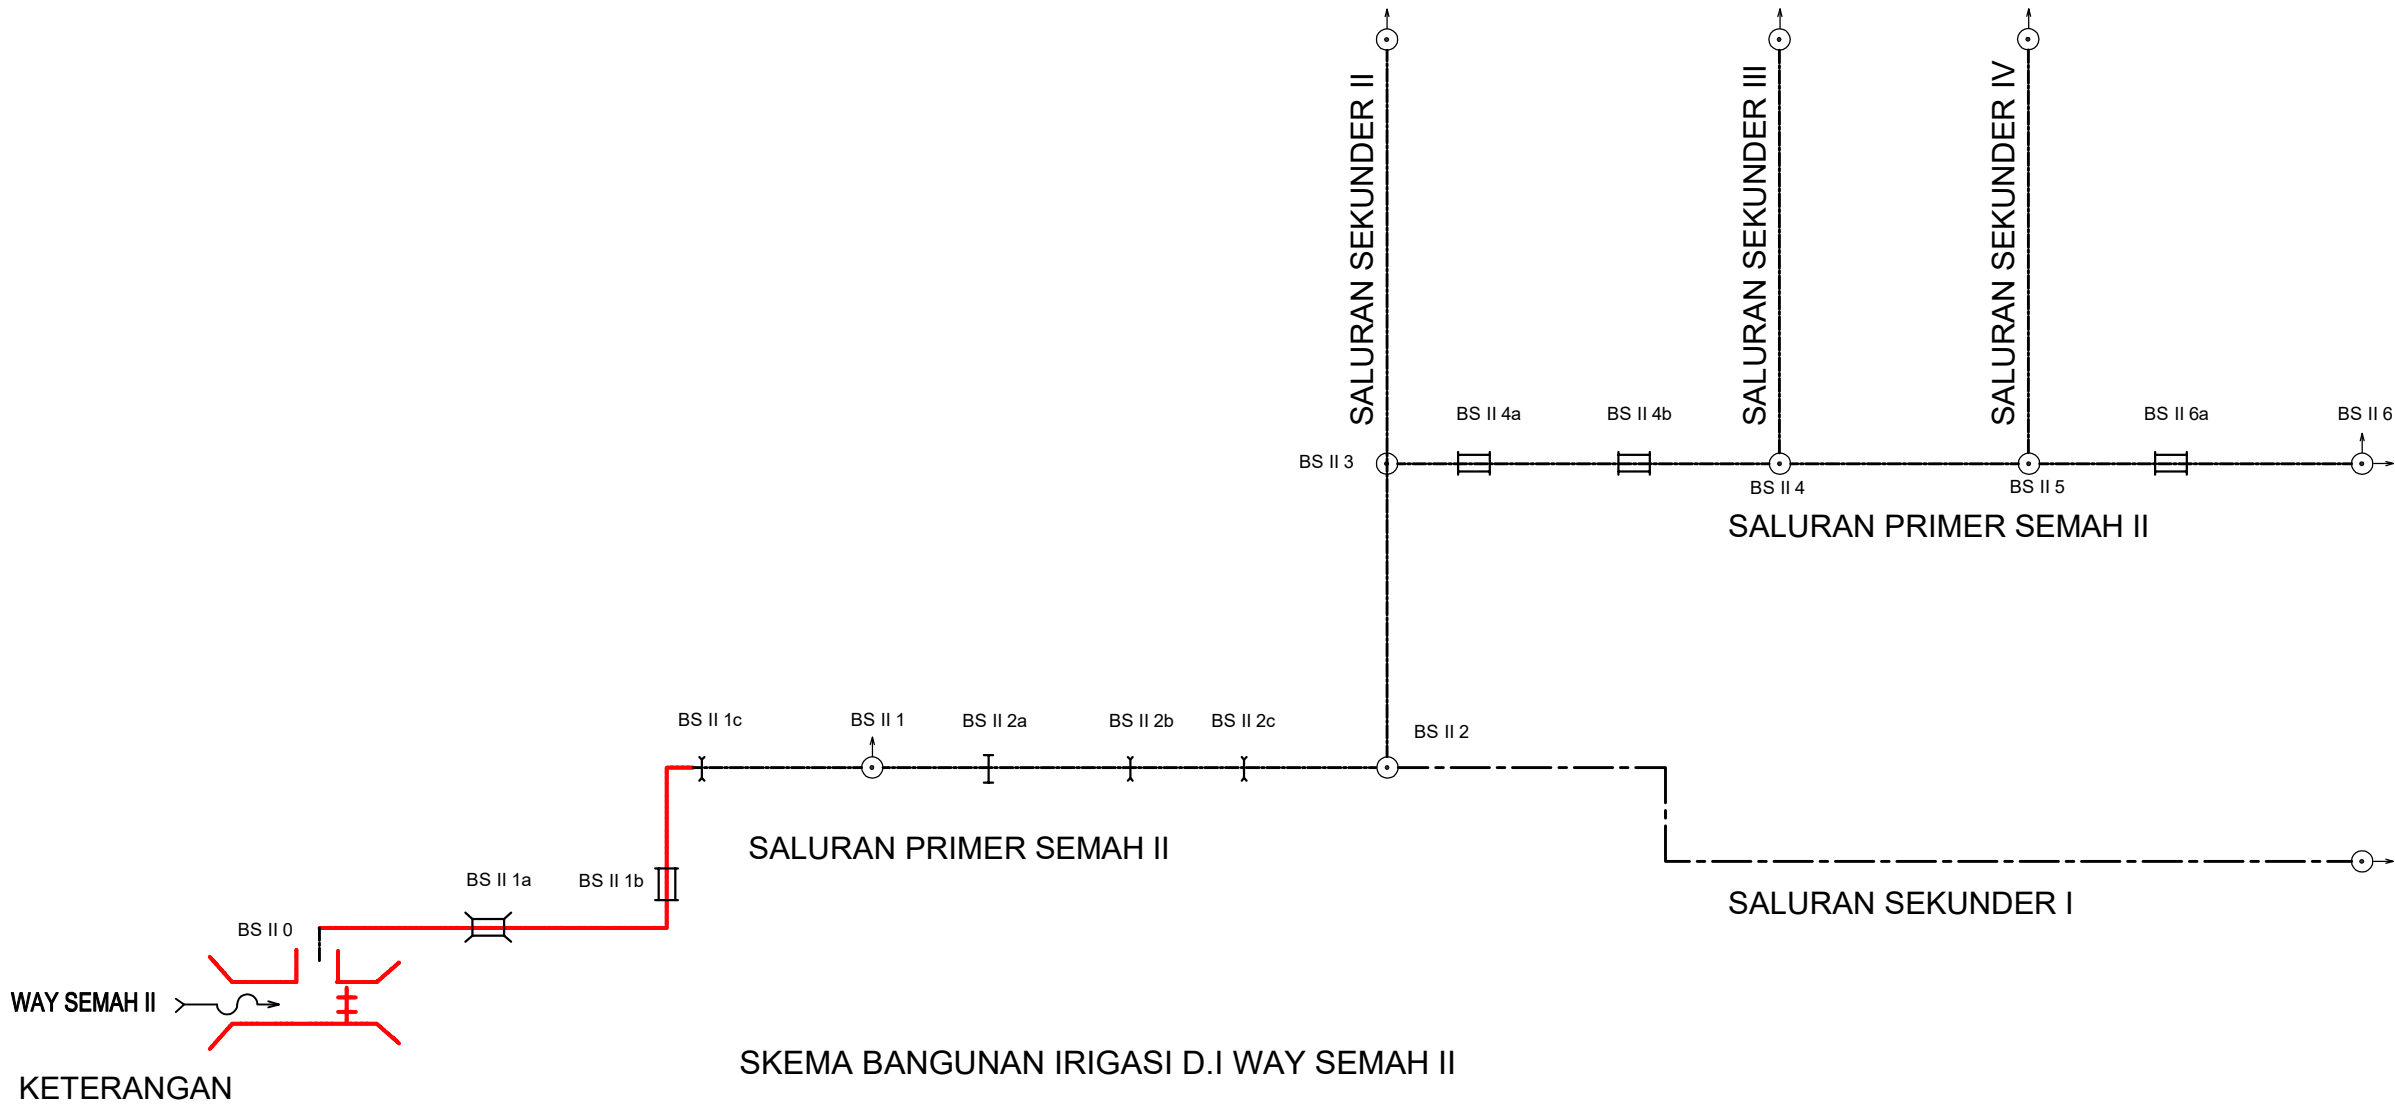 SALURAN SEKUNDER II
SALURAN SEKUNDER III
SALURAN SEKUNDER IV
BS II 4a
BS II 4b
BS II 6a
BS II 6
BS II 3
BS II 4
BS II 5
SALURAN PRIMER SEMAH II
BS II 1c
BS II 1
BS II 2a
BS II 2b
BS II 2c
BS II 2
SALURAN PRIMER SEMAH II
BS II 1a
BS II 1b
SALURAN SEKUNDER I
BS II 0
WAY SEMAH II
SKEMA BANGUNAN IRIGASI D.I WAY SEMAH II
KETERANGAN